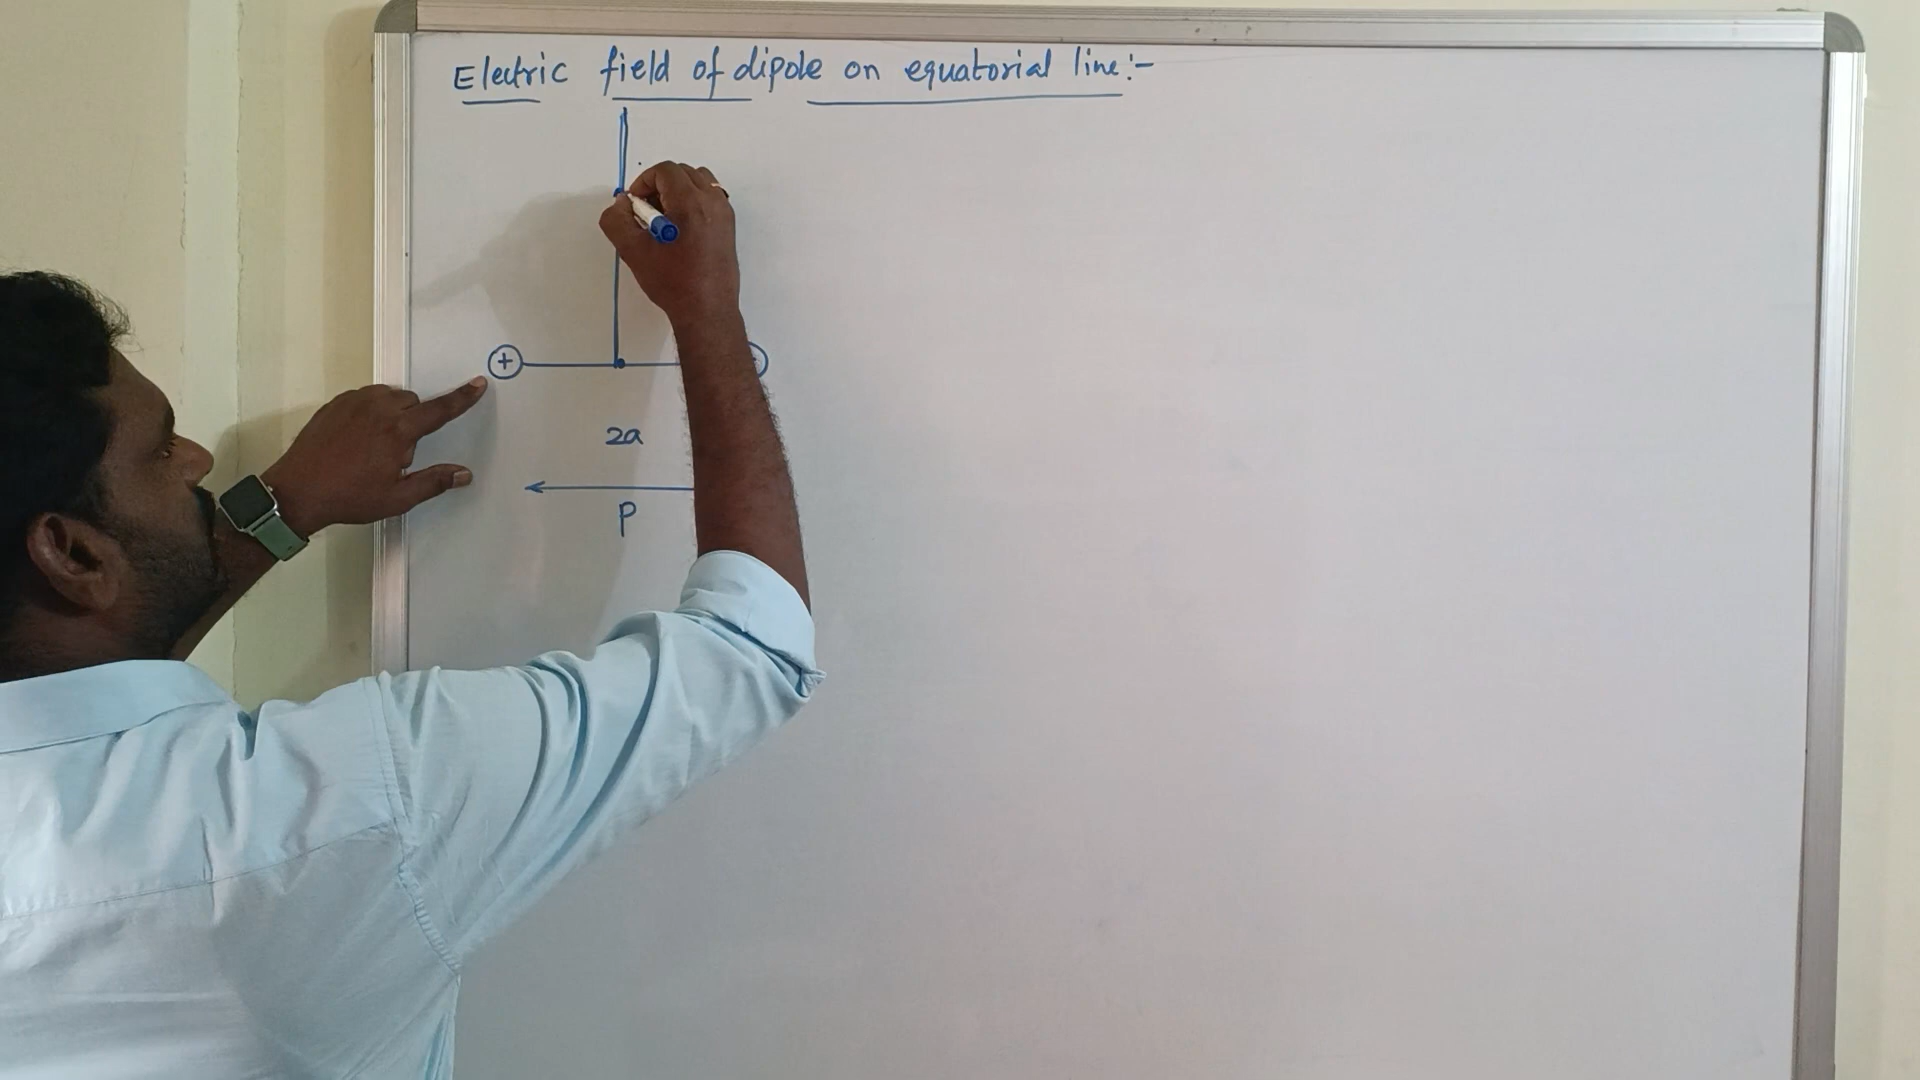 Electric field of dipole on equatorial line:-
+
2a
P